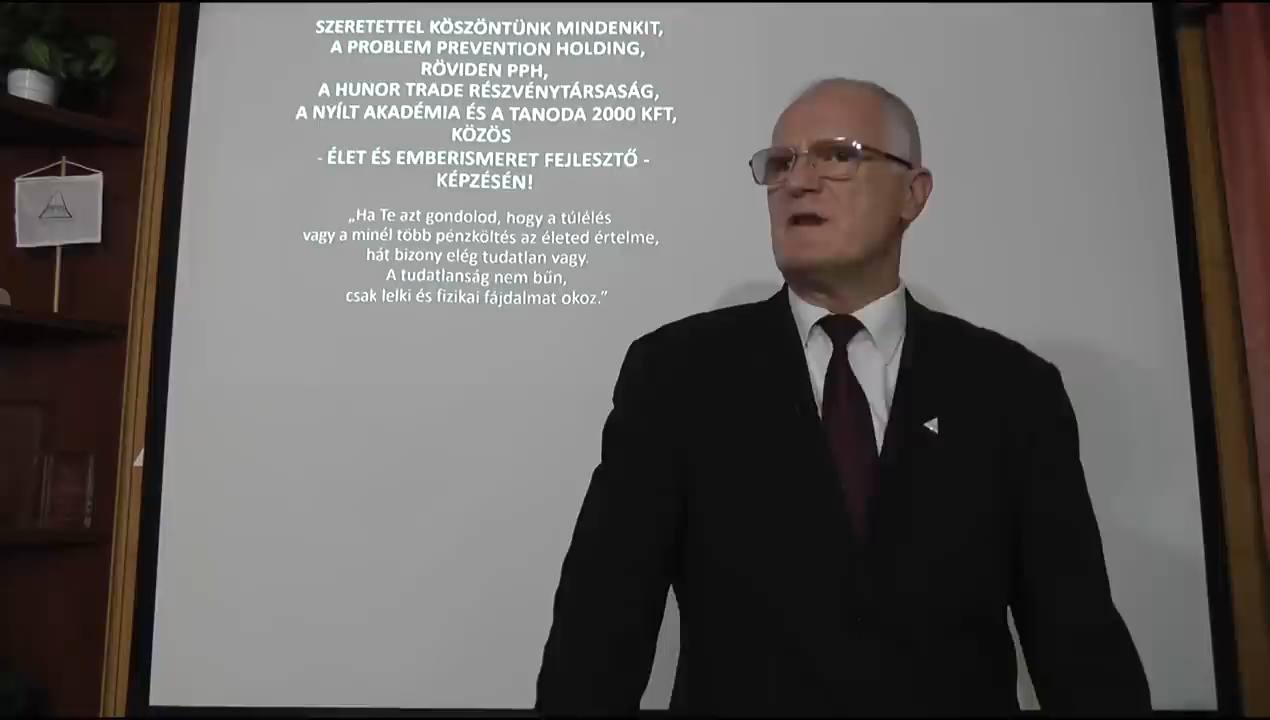 SZERETETTEL KÖSZÖNTÜNK MINDENKIT,
A PROBLEM PREVENTION HOLDING,
RÖVIDEN PPH,
A HUNOR TRADE RÉSZVÉNYTÁRSASÁG,
A NYÍLT AKADÉMIA ÉS A TANODA 2000 KFT,
KÖZÖS
- ÉLET ÉS EMBERISMERET FEJLESZTŐ -
KÉPZÉSÉN!
„Ha Te azt gondolod, hogy a túlélés
vagy a minél több pénzköltés az életed értelme,
hát bizony elég tudatlan vagy.
A tudatlanság nem bűn,
csak lelki és fizikai fájdalmat okoz.”